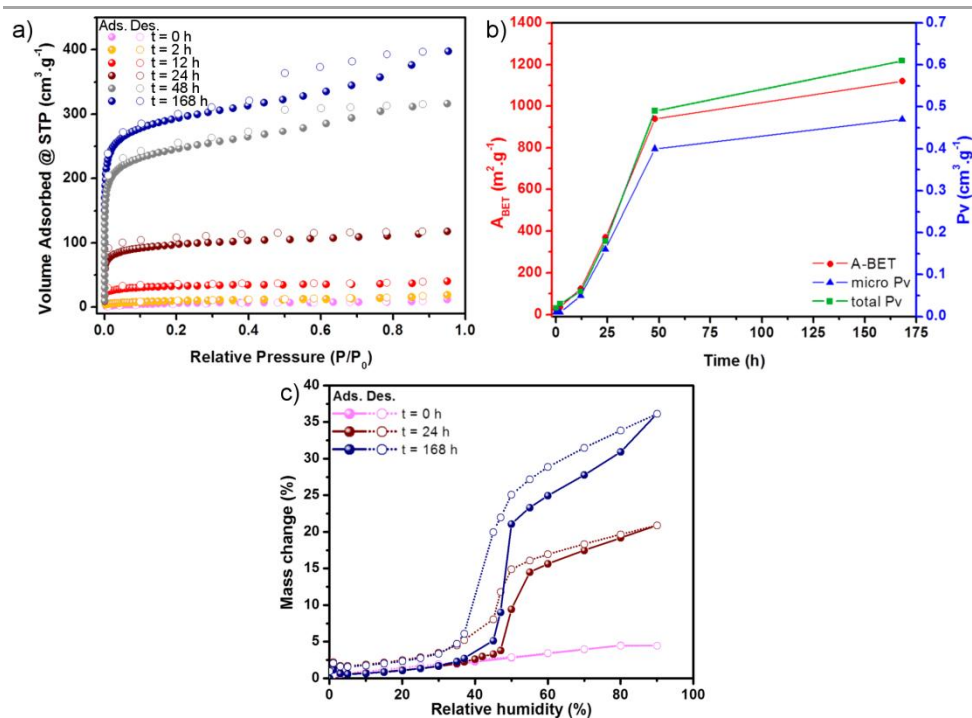 a)
Ads. Des.
t = 0 h
t = 2 h
t = 12 h
t = 24 h
t = 48 h
t = 168 h
400
300
200
100
0
Volume Adsorbed @ STP (cm³.g⁻¹)
0.0 0.2 0.4 0.6 0.8 1.0
Relative Pressure (P/P₀)
b)
1400
1200
1000
800
600
400
200
0
A_BET (m².g⁻¹)
0.7
0.6
0.5
0.4
0.3
0.2
0.1
0.0
Pv (cm³.g⁻¹)
A-BET
micro Pv
total Pv
0 25 50 75 100 125 150 175
Time (h)
c)
Ads. Des.
t = 0 h
t = 24 h
t = 168 h
40
35
30
25
20
15
10
5
0
Mass change (%)
0 20 40 60 80 100
Relative humidity (%)